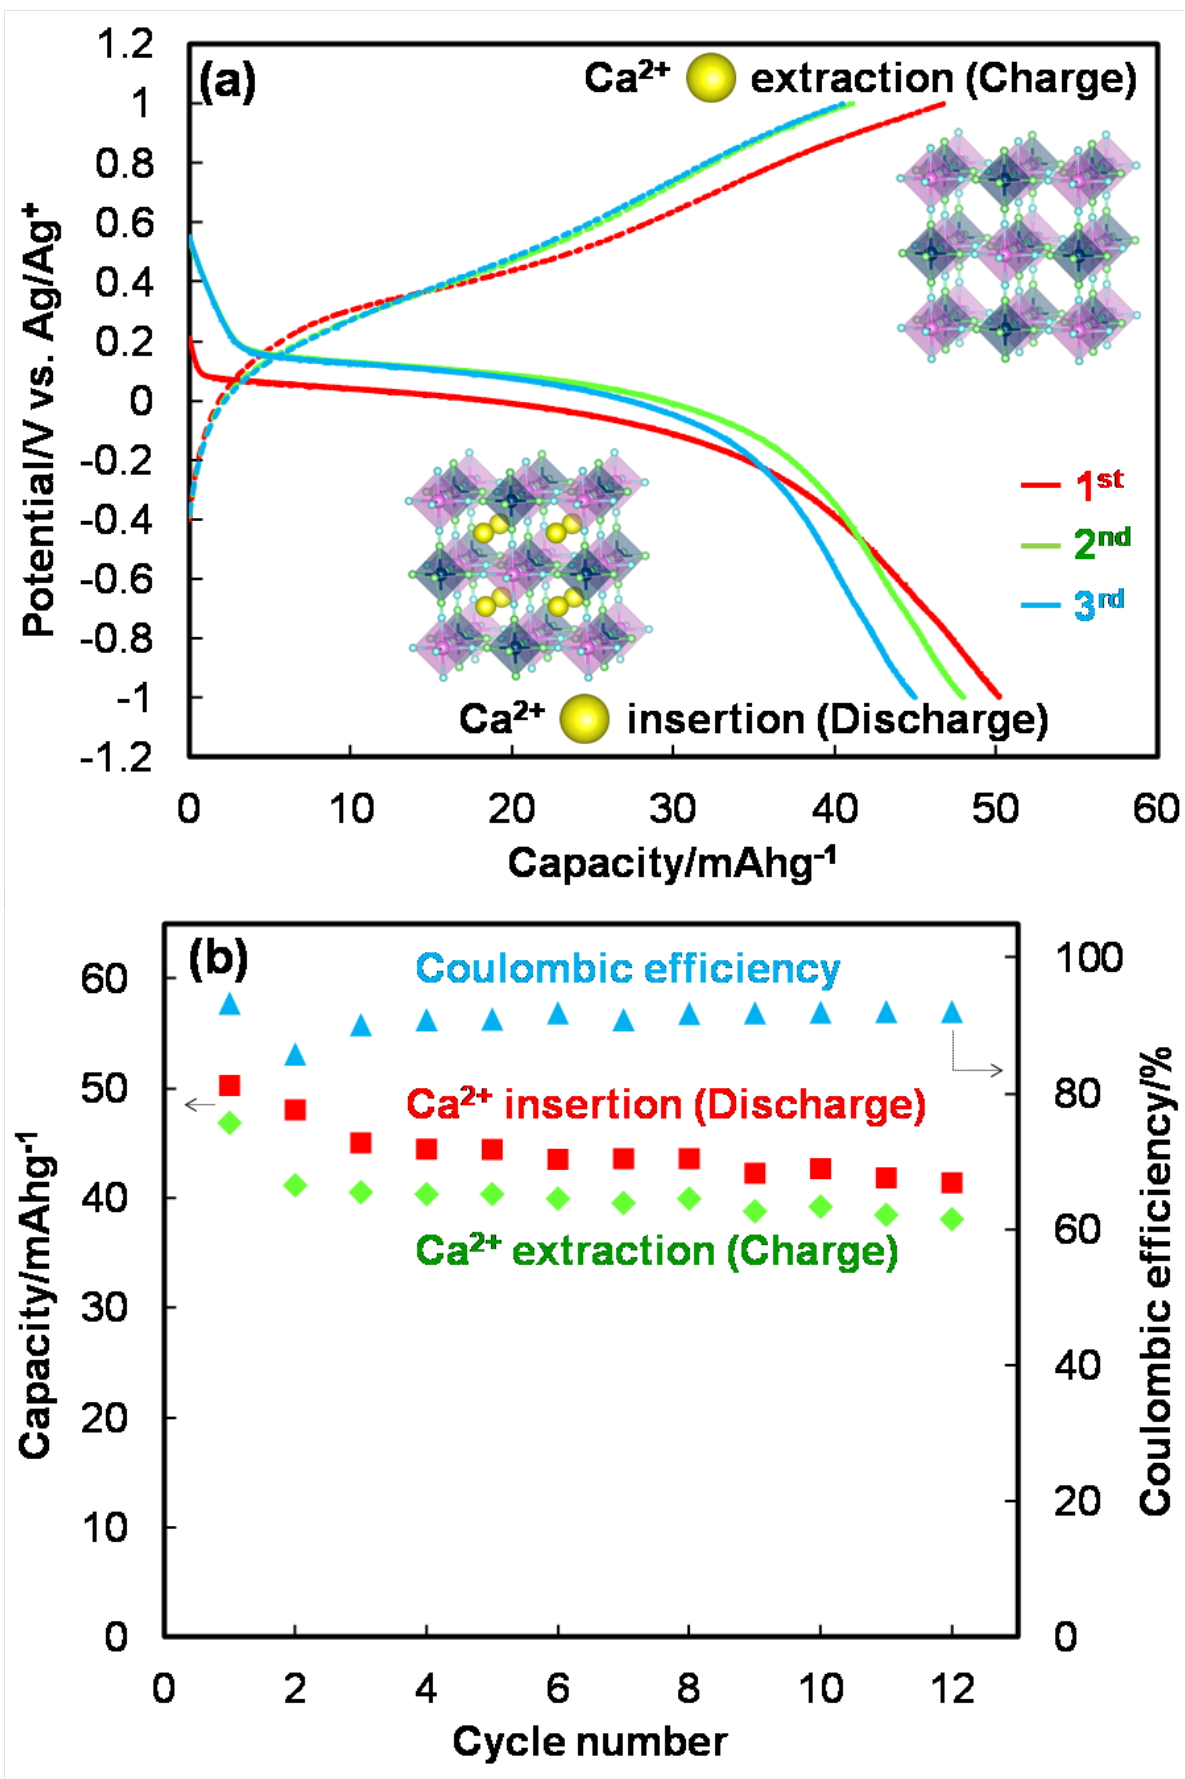 (a)
Ca²⁺ extraction (Charge)
1.2
1
0.8
0.6
0.4
0.2
0
-0.2
-0.4
-0.6
-0.8
-1
-1.2
Potential/V vs. Ag/Ag⁺
1ˢᵗ
2ⁿᵈ
3ʳᵈ
Ca²⁺ insertion (Discharge)
0 10 20 30 40 50 60
Capacity/mAhg⁻¹
(b)
Coulombic efficiency
Ca²⁺ insertion (Discharge)
Ca²⁺ extraction (Charge)
60
50
40
30
20
10
0
Capacity/mAhg⁻¹
100
80
60
40
20
0
Coulombic efficiency/%
0 2 4 6 8 10 12
Cycle number